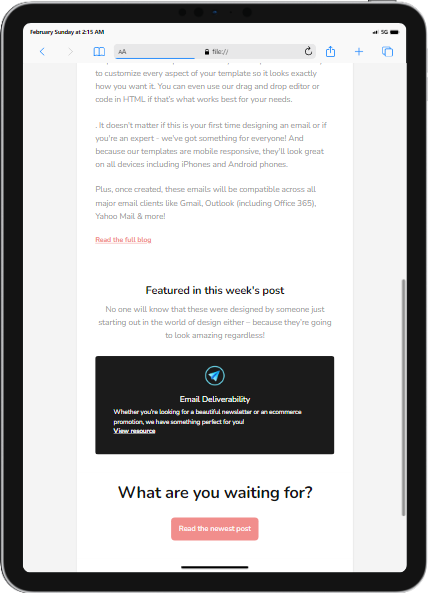 February Sunday at 2:15 AM
5G
AA
file://
to customize every aspect of your template so it looks exactly
how you want it. You can even use our drag and drop editor or
code in HTML if that's what works best for your needs.
. It doesn't matter if this is your first time designing an email or if
you're an expert – we've got something for everyone! And
because our templates are mobile responsive, they'll look great
on all devices including iPhones and Android phones.
Plus, once created, these emails will be compatible across all
major email clients like Gmail, Outlook (including Office 365),
Yahoo Mail & more!
Read the full blog
Featured in this week's post
No one will know that these were designed by someone just
starting out in the world of design either – because they're going
to look amazing regardless!
Email Deliverability
Whether you're looking for a beautiful newsletter or an ecommerce
promotion, we have something perfect for you!
View resource
What are you waiting for?
Read the newest post